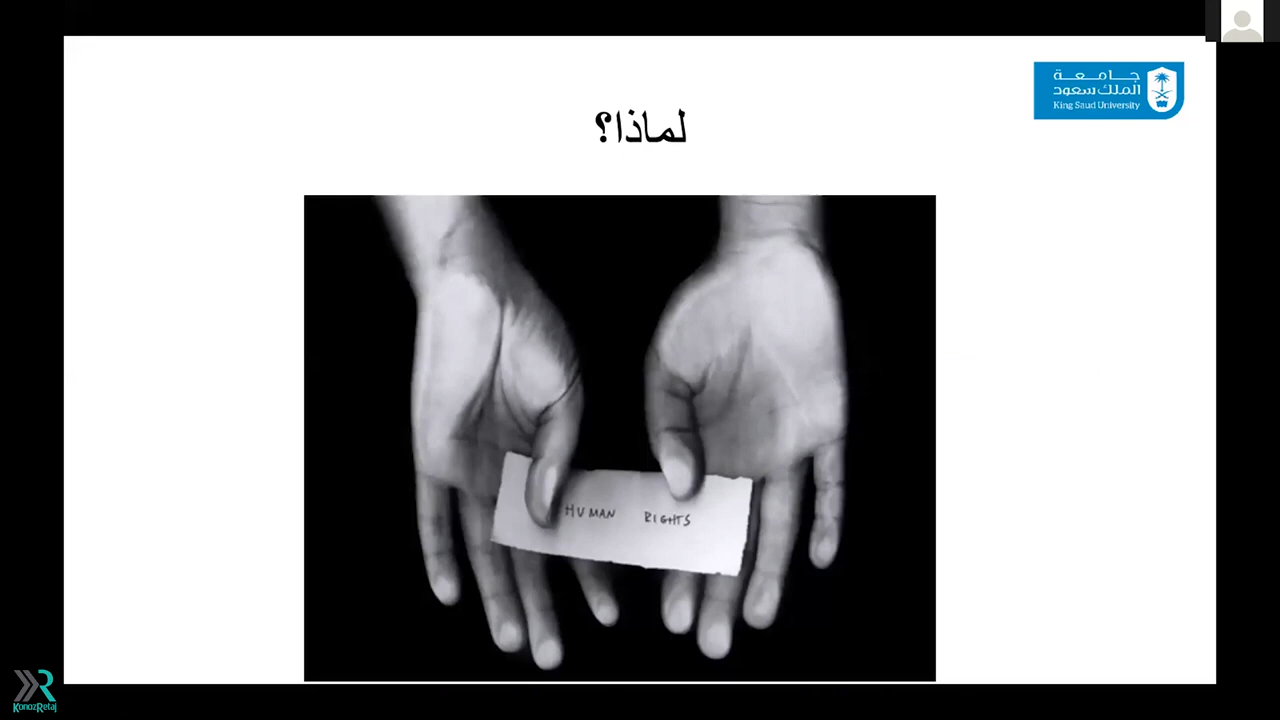 جامعة
الملك سعود
King Saud University
لماذا؟
HUMAN RIGHTS
KonozRetaj